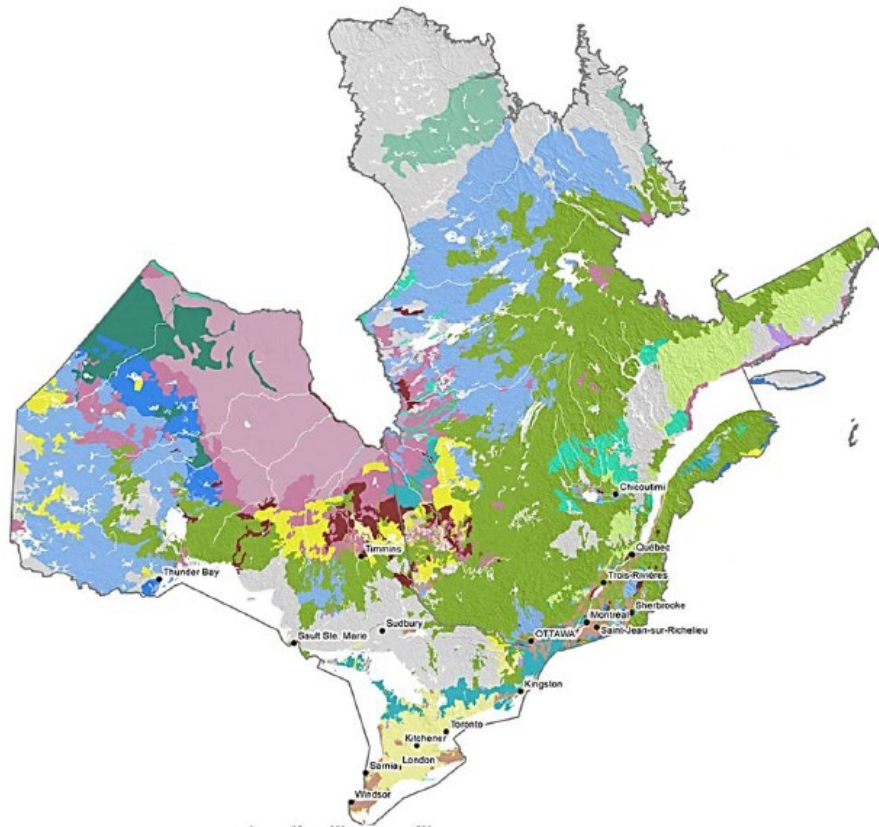 Chicoutimi
Québec
Timmins
Thunder Bay
Trois-Rivières
Sherbrooke
Montréal
Saint-Jean-sur-Richelieu
Sudbury
OTTAWA
Sault Ste. Marie
Kingston
Toronto
Kitchener
London
Sarnia
Windsor